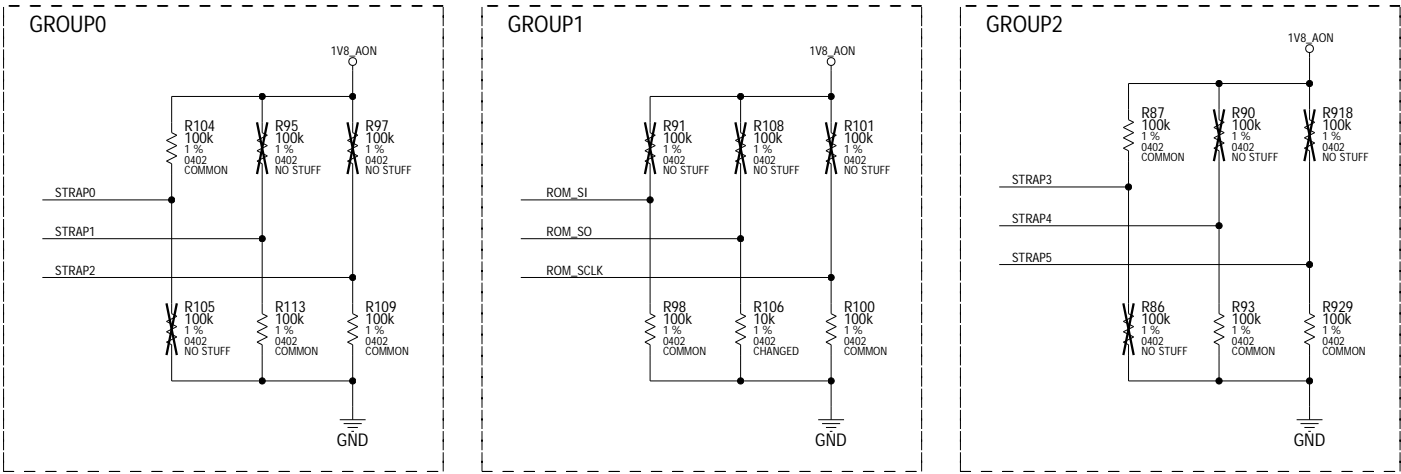 GROUP0
1V8_AON
R104
100k
1 %
0402
COMMON
R95
100k
1 %
0402
NO STUFF
R97
100k
1 %
0402
NO STUFF
STRAP0
STRAP1
STRAP2
R105
100k
1 %
0402
NO STUFF
R113
100k
1 %
0402
COMMON
R109
100k
1 %
0402
COMMON
GND
GROUP1
1V8_AON
R91
100k
1 %
0402
NO STUFF
R108
100k
1 %
0402
NO STUFF
R101
100k
1 %
0402
NO STUFF
ROM_SI
ROM_SO
ROM_SCLK
R98
100k
1 %
0402
COMMON
R106
10k
1 %
0402
CHANGED
R100
100k
1 %
0402
COMMON
GND
GROUP2
1V8_AON
R87
100k
1 %
0402
COMMON
R90
100k
1 %
0402
NO STUFF
R918
100k
1 %
0402
NO STUFF
STRAP3
STRAP4
STRAP5
R86
100k
1 %
0402
NO STUFF
R93
100k
1 %
0402
COMMON
R929
100k
1 %
0402
COMMON
GND